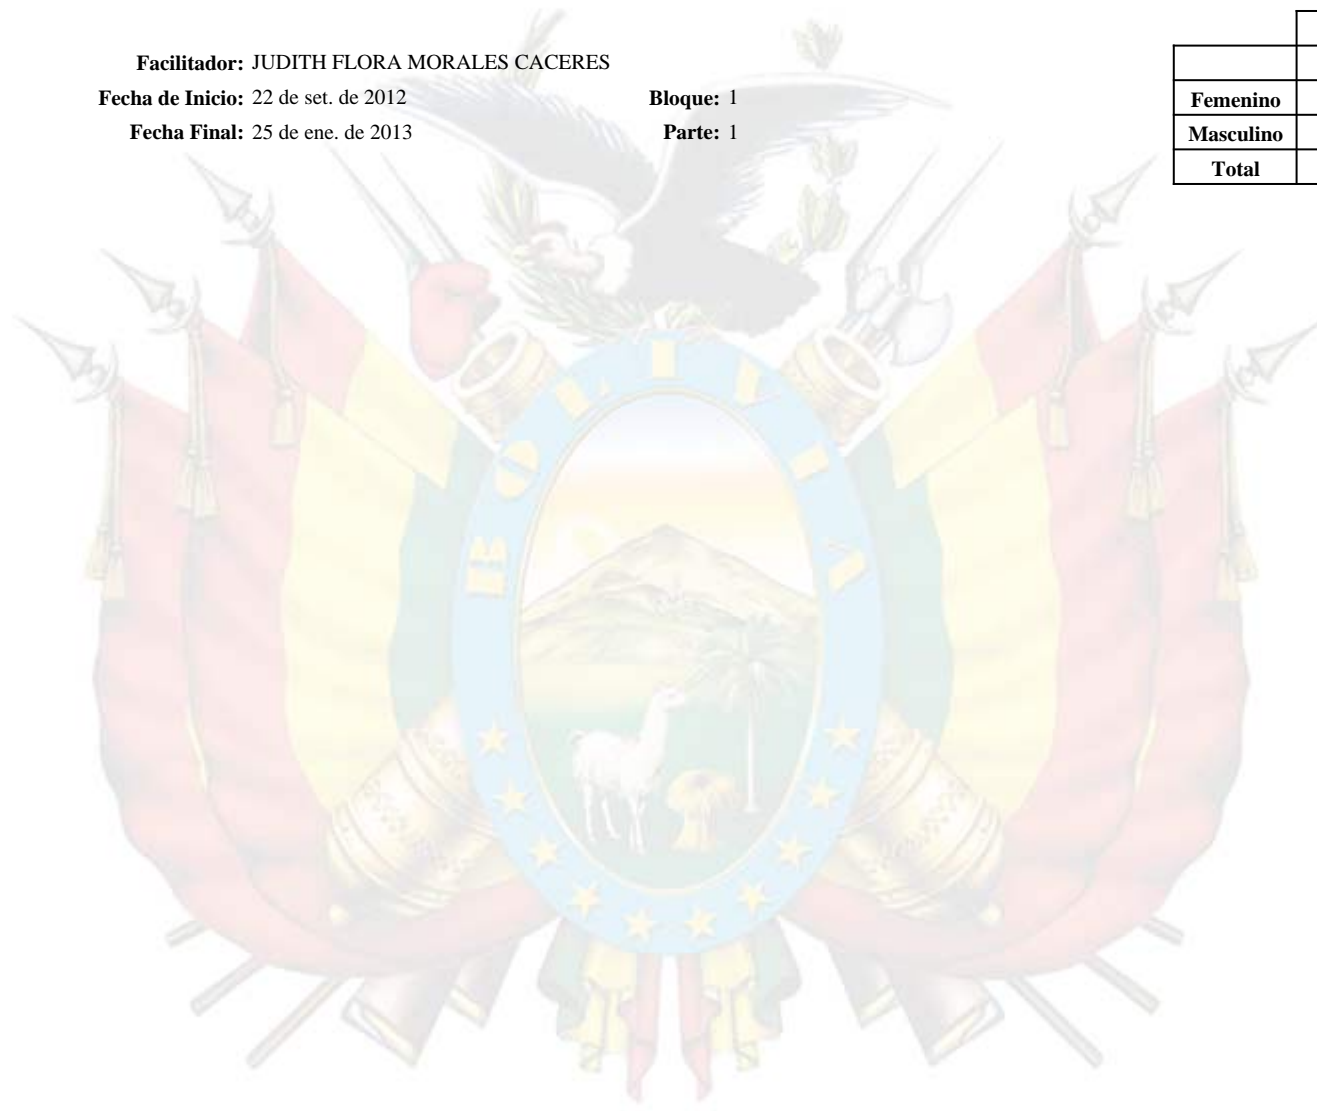 Facilitador: JUDITH FLORA MORALES CACERES
Fecha de Inicio: 22 de set. de 2012 Bloque: 1
Fecha Final: 25 de ene. de 2013 Parte: 1
Femenino
Masculino
Total
BOLIVIA